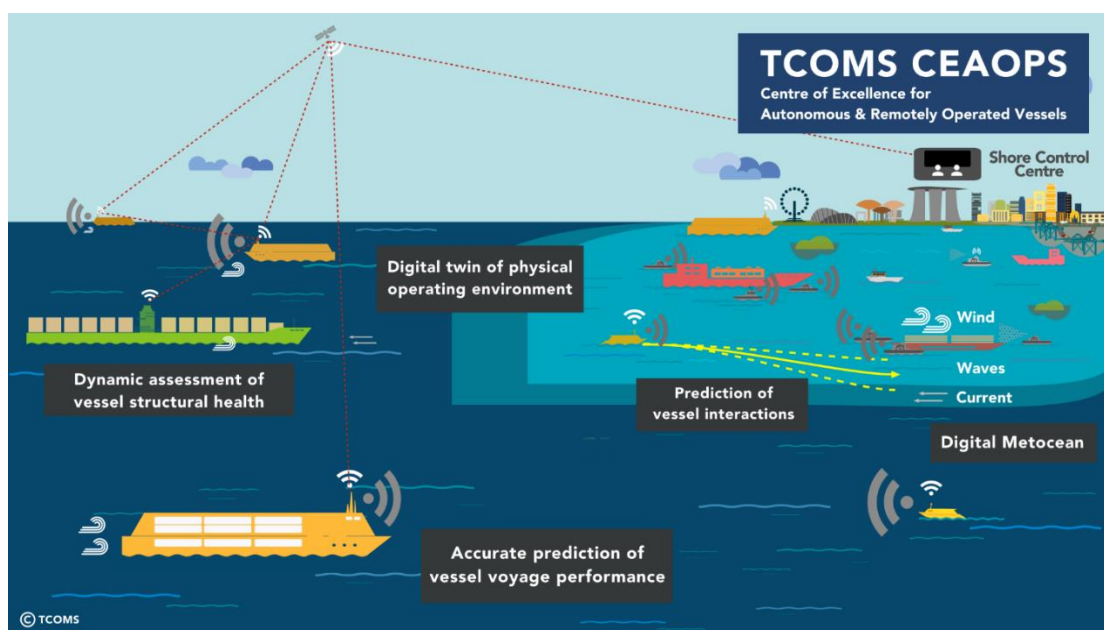 TCOMS CEAOPS
Centre of Excellence for
Autonomous & Remotely Operated Vessels
Shore Control
Centre
Digital twin of physical
operating environment
Wind
Waves
Current
Dynamic assessment of
vessel structural health
Prediction of
vessel interactions
Digital Metocean
Accurate prediction of
vessel voyage performance
© TCOMS